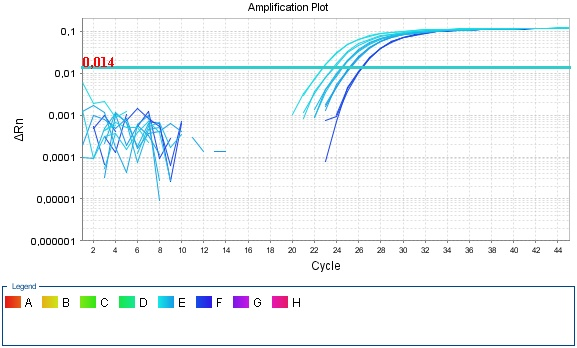 Amplification Plot
0,1
0.014
0,01
0,001
0,0001
0,00001
0,000001
ΔRn
2 4 6 8 10 12 14 16 18 20 22 24 26 28 30 32 34 36 38 40 42 44
Cycle
Legend
A B C D E F G H